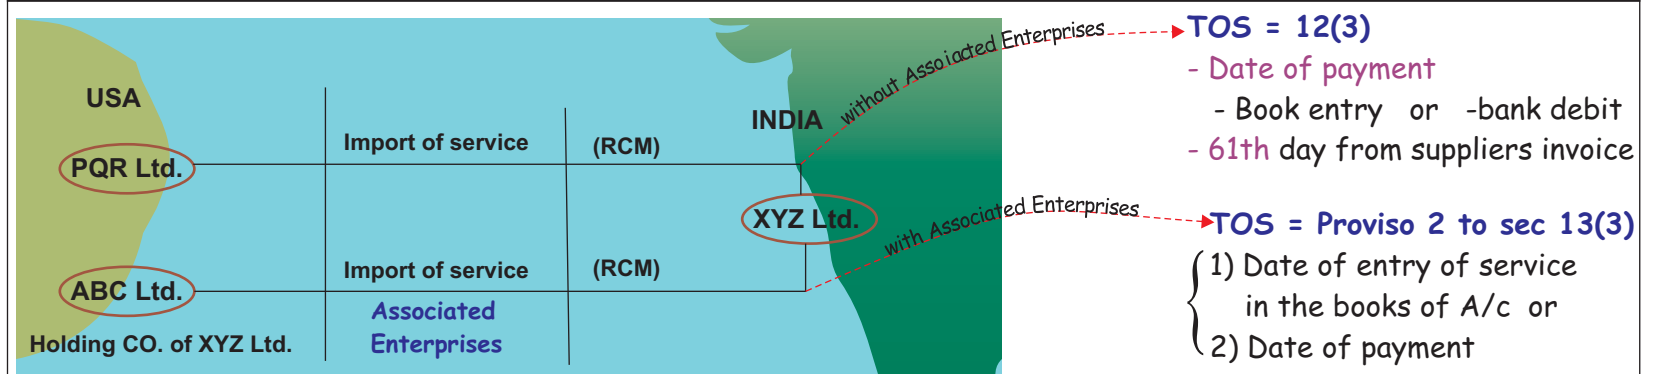 USA
PQR Ltd.
Import of service
(RCM)
INDIA
XYZ Ltd.
ABC Ltd.
Import of service
(RCM)
Associated
Enterprises
Holding CO. of XYZ Ltd.
without Assoiacted Enterprises
TOS = 12(3)
- Date of payment
- Book entry or -bank debit
- 61th day from suppliers invoice
with Associated Enterprises
TOS = Proviso 2 to sec 13(3)
1) Date of entry of service
in the books of A/c or
2) Date of payment